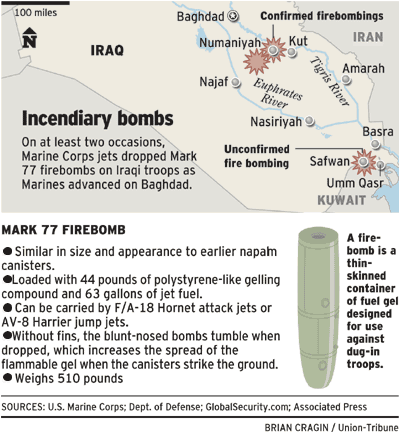 100 miles
N
IRAQ
Baghdad
Confirmed firebombings
IRAN
Numaniyah
Kut
Amarah
Tigris River
Najaf
Euphrates
River
Nasiriyah
Basra
Unconfirmed
fire bombing
Safwan
Umm Qasr
KUWAIT
Incendiary bombs
On at least two occasions,
Marine Corps jets dropped Mark
77 firebombs on Iraqi troops as
Marines advanced on Baghdad.
MARK 77 FIREBOMB
● Similar in size and appearance to earlier napalm
canisters.
●Loaded with 44 pounds of polystyrene-like gelling
compound and 63 gallons of jet fuel.
● Can be carried by F/A-18 Hornet attack jets or
AV-8 Harrier jump jets.
●Without fins, the blunt-nosed bombs tumble when
dropped, which increases the spread of the
flammable gel when the canisters strike the ground.
● Weighs 510 pounds
A fire-
bomb is a
thin-
skinned
container
of fuel gel
designed
for use
against
dug-in
troops.
SOURCES: U.S. Marine Corps; Dept. of Defense; GlobalSecurity.com; Associated Press
BRIAN CRAGIN / Union-Tribune